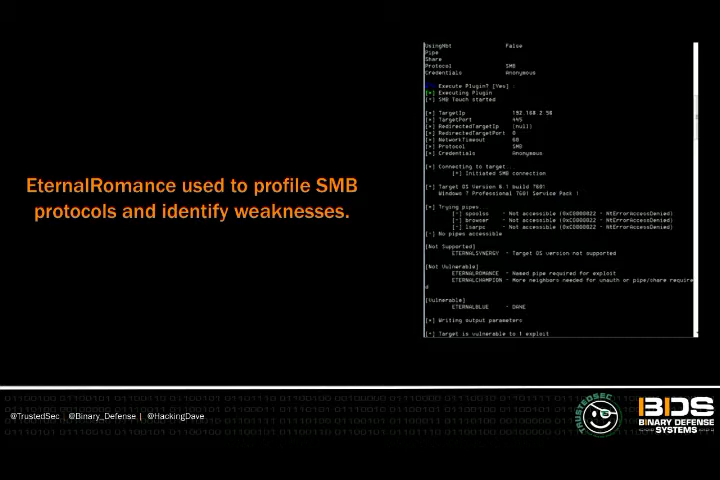 EternalRomance used to profile SMB
protocols and identify weaknesses.
UsingNbt False
Pipe
Share
Protocol SMB
Credentials Anonymous
Execute Plugin? [Yes] :
[*] Executing Plugin
[*] SMB Touch started
[*] TargetIp 192.168.2.50
[*] TargetPort 445
[*] RedirectedTargetIp (null)
[*] RedirectedTargetPort 0
[*] NetworkTimeout 60
[*] Protocol SMB
[*] Credentials Anonymous
[*] Connecting to target...
[+] Initiated SMB connection
[+] Target OS Version 6.1 build 7601
Windows 7 Professional 7601 Service Pack 1
[*] Trying pipes...
[-] spoolss - Not accessible (0xC0000022 - NtErrorAccessDenied)
[-] browser - Not accessible (0xC0000022 - NtErrorAccessDenied)
[-] lsarpc - Not accessible (0xC0000022 - NtErrorAccessDenied)
[-] No pipes accessible
[Not Supported]
ETERNALSYNERGY - Target OS version not supported
[Not Vulnerable]
ETERNALROMANCE - Named pipe required for exploit
ETERNALCHAMPION - More neighbors needed for unauth or pipe/share require
d
[Vulnerable]
ETERNALBLUE - DANE
[*] Writing output parameters
[+] Target is vulnerable to 1 exploit
@TrustedSec | @Binary_Defense | @HackingDave
TRUSTEDSEC
BDS
BINARY DEFENSE
SYSTEMS